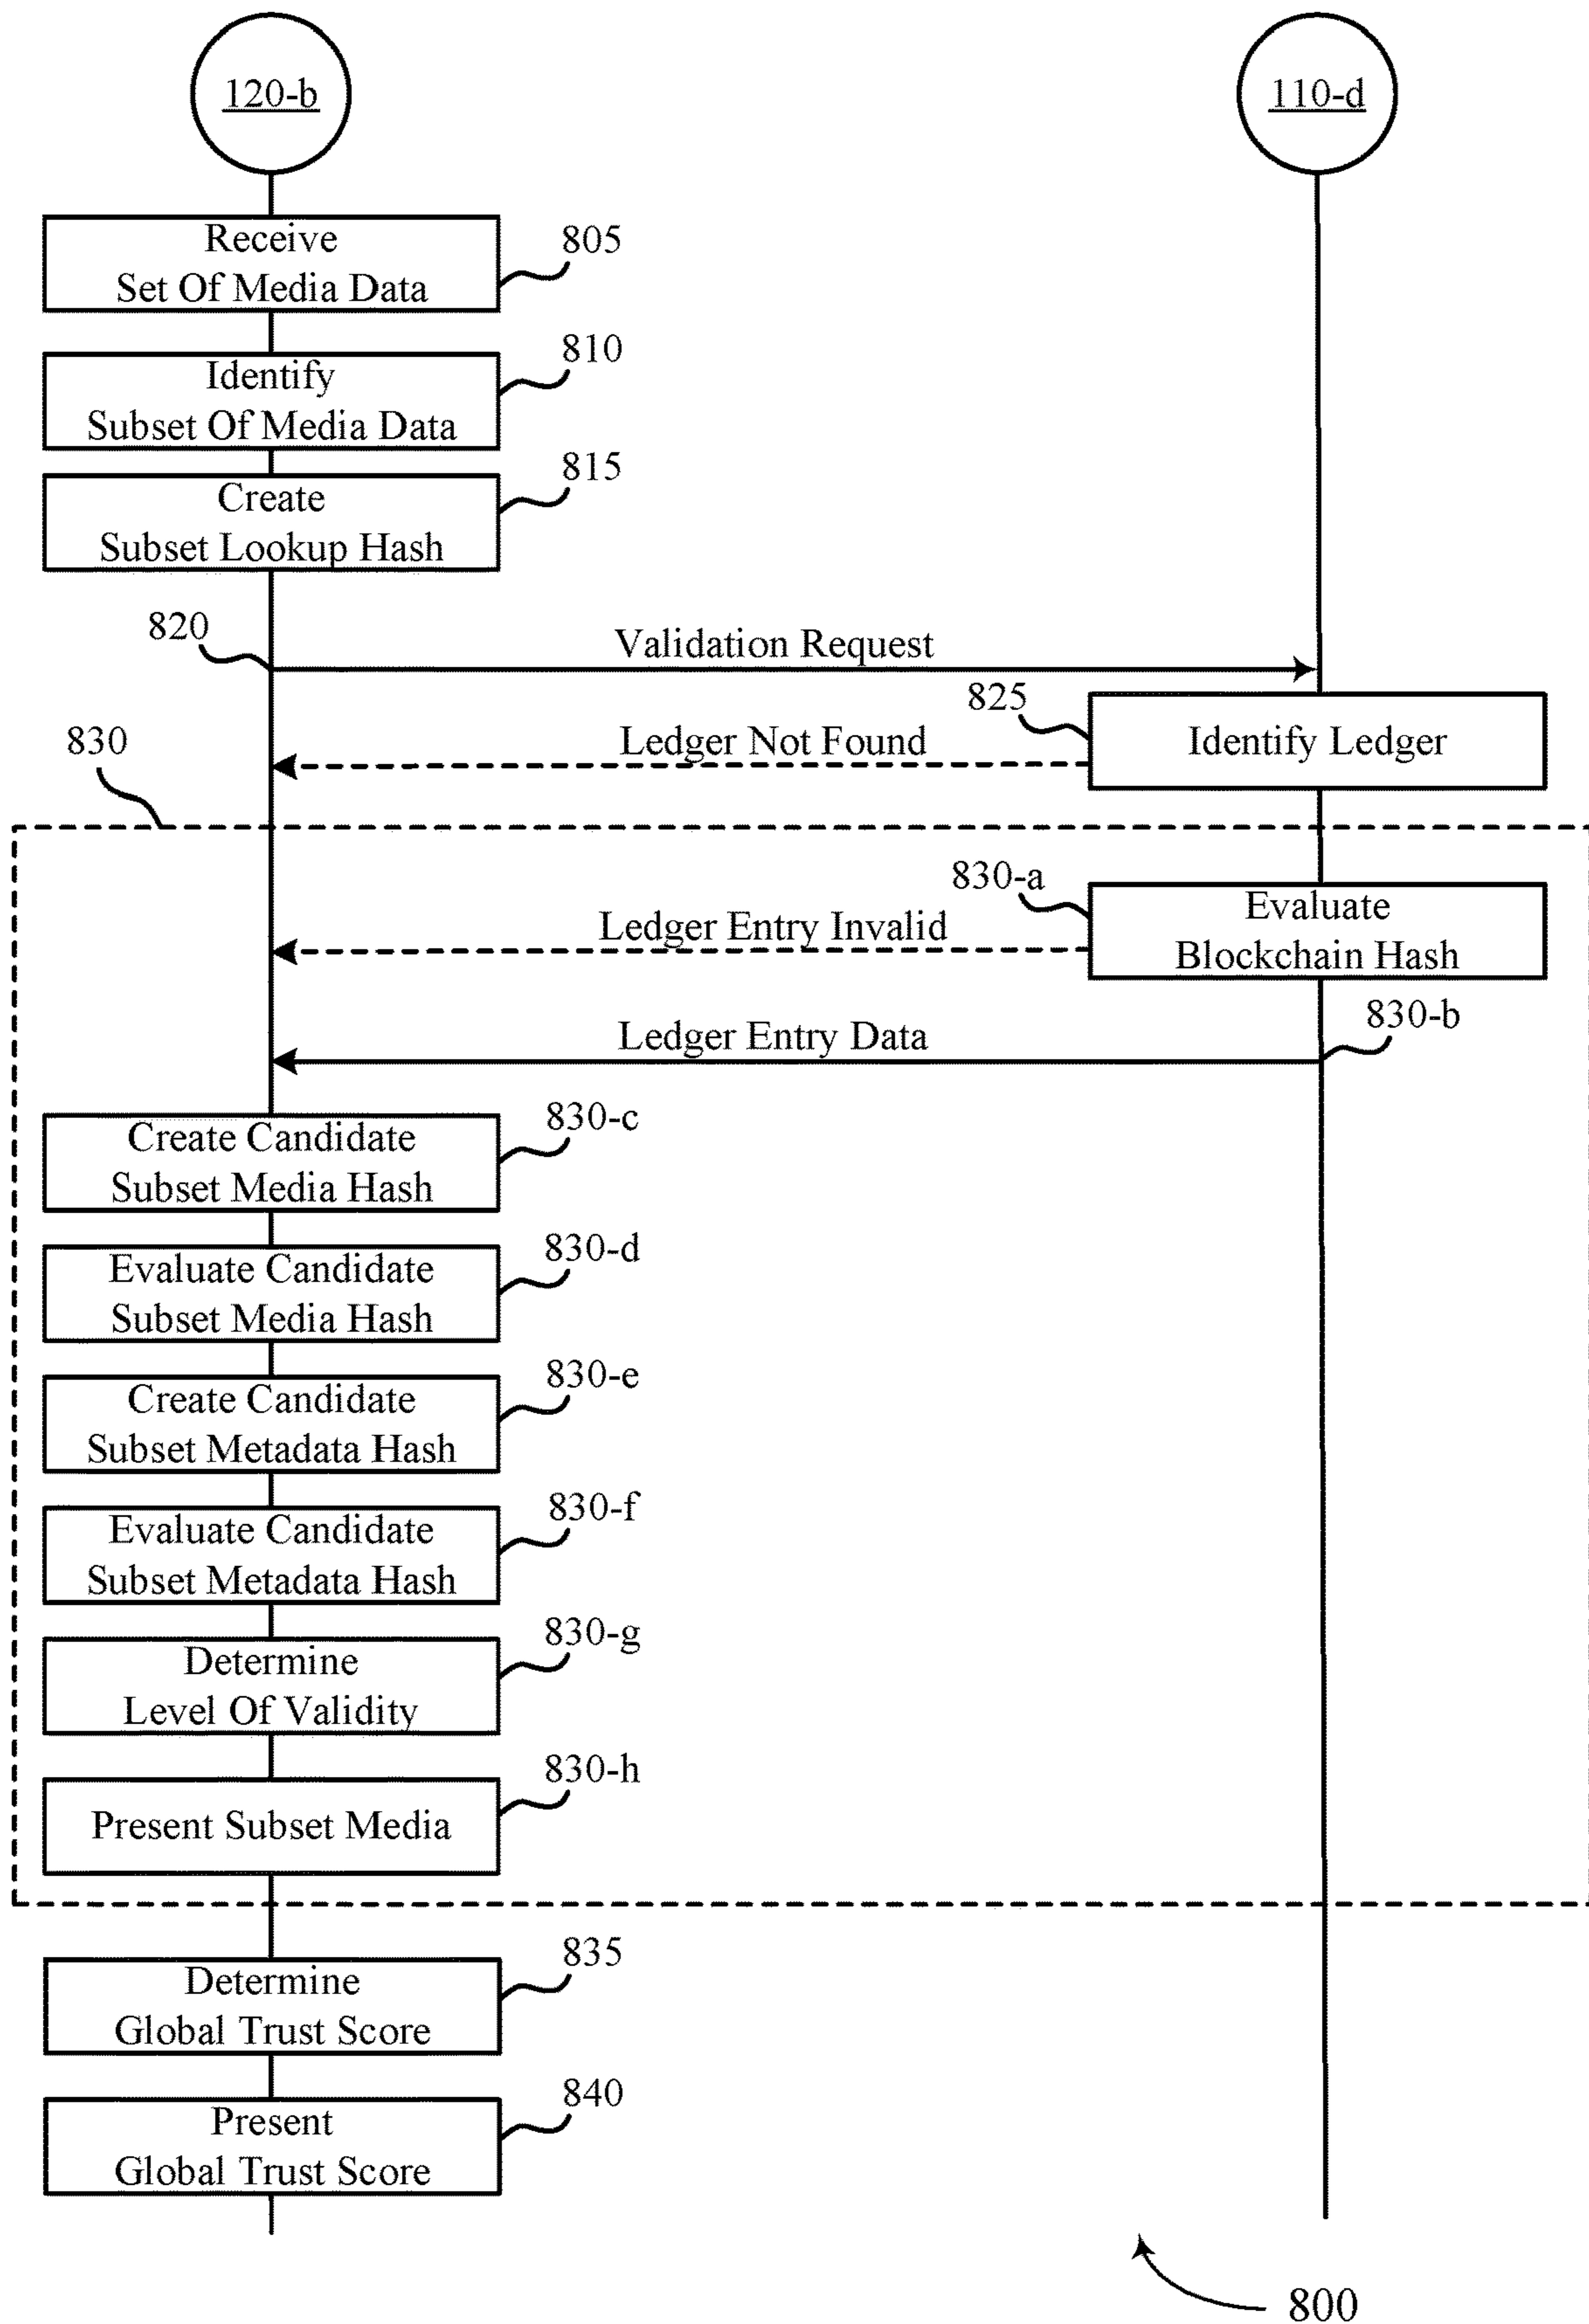 120-b
110-d
Receive
Set Of Media Data
805
Identify
Subset Of Media Data
810
Create
Subset Lookup Hash
815
820
Validation Request
825
Identify Ledger
Ledger Not Found
830
830-a
Evaluate
Blockchain Hash
Ledger Entry Invalid
830-b
Ledger Entry Data
Create Candidate
Subset Media Hash
830-c
Evaluate Candidate
Subset Media Hash
830-d
Create Candidate
Subset Metadata Hash
830-e
Evaluate Candidate
Subset Metadata Hash
830-f
Determine
Level Of Validity
830-g
Present Subset Media
830-h
Determine
Global Trust Score
835
Present
Global Trust Score
840
800